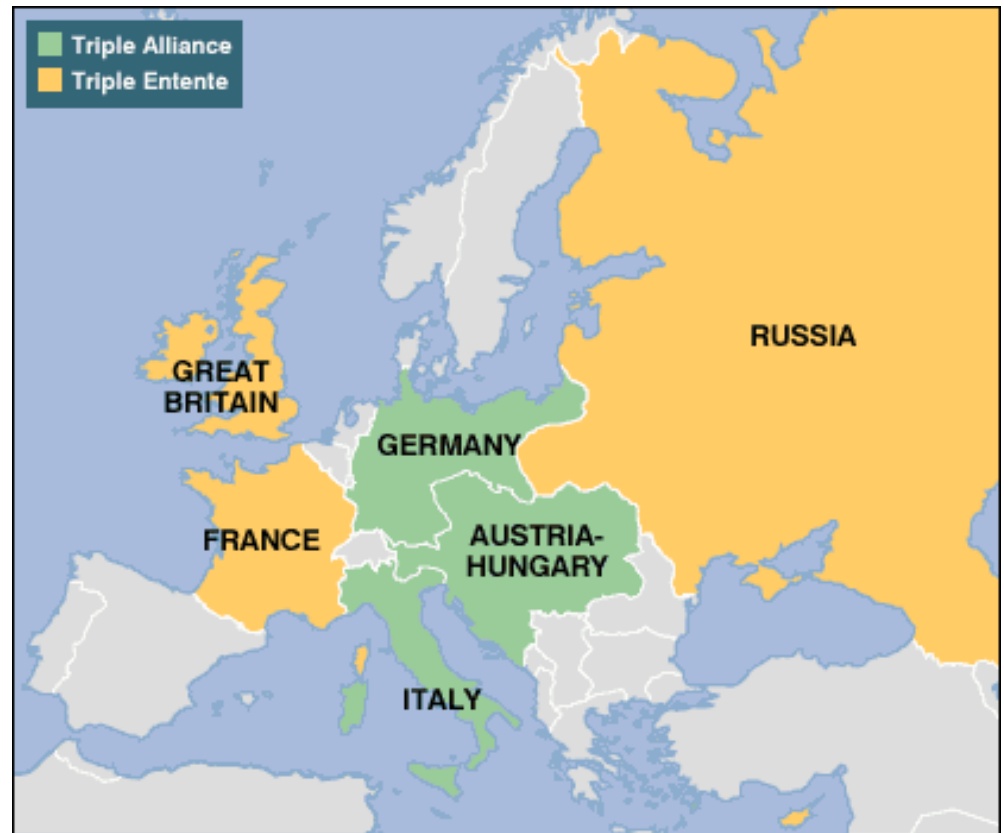 Triple Alliance
Triple Entente
RUSSIA
GREAT
BRITAIN
GERMANY
FRANCE
AUSTRIA-
HUNGARY
ITALY